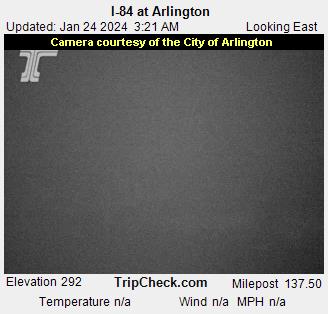 I-84 at Arlington
Updated: Jan 24 2024 3:21 AM Looking East
Camera courtesy of the City of Arlington
Elevation 292 TripCheck.com Milepost 137.50
Temperature n/a Wind n/a MPH n/a